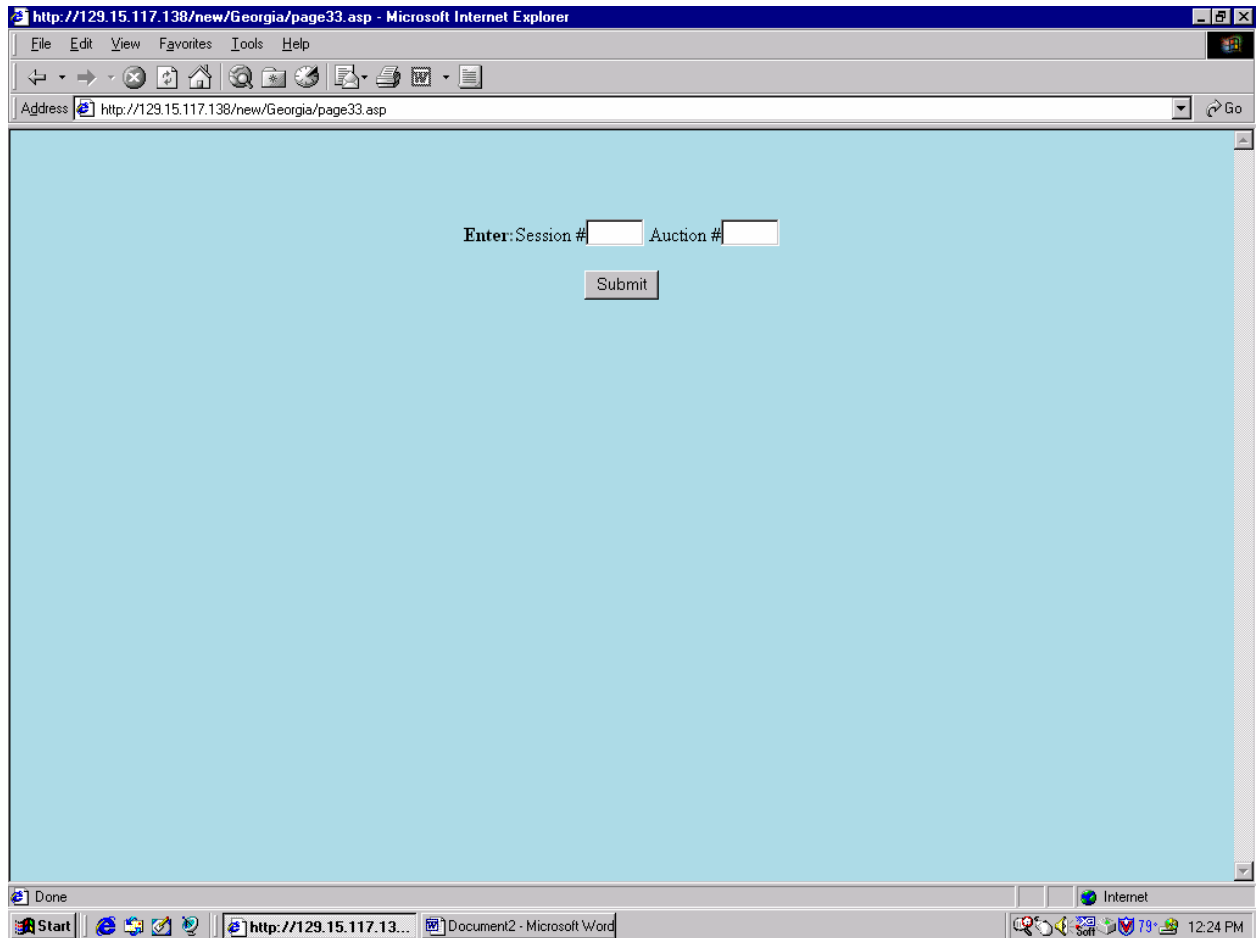 http://129.15.117.138/new/Georgia/page33.asp - Microsoft Internet Explorer
File Edit View Favorites Tools Help
Address http://129.15.117.138/new/Georgia/page33.asp Go
Enter:Session # Auction #
Submit
Done Internet
Start http://129.15.117.13... Document2 - Microsoft Word Soft 79° 12:24 PM